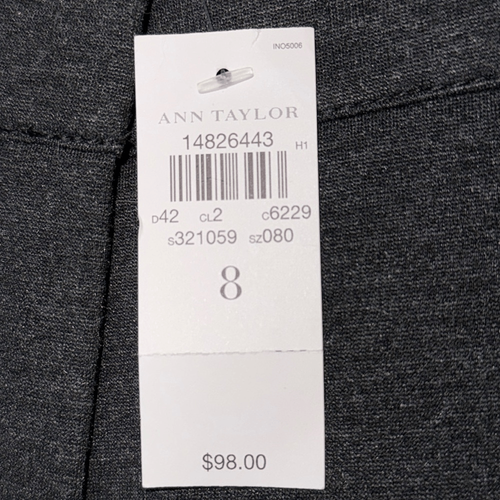 INO5006
ANN TAYLOR
14826443 H1
D42 CL2 C6229
S321059 SZ080
8
$98.00